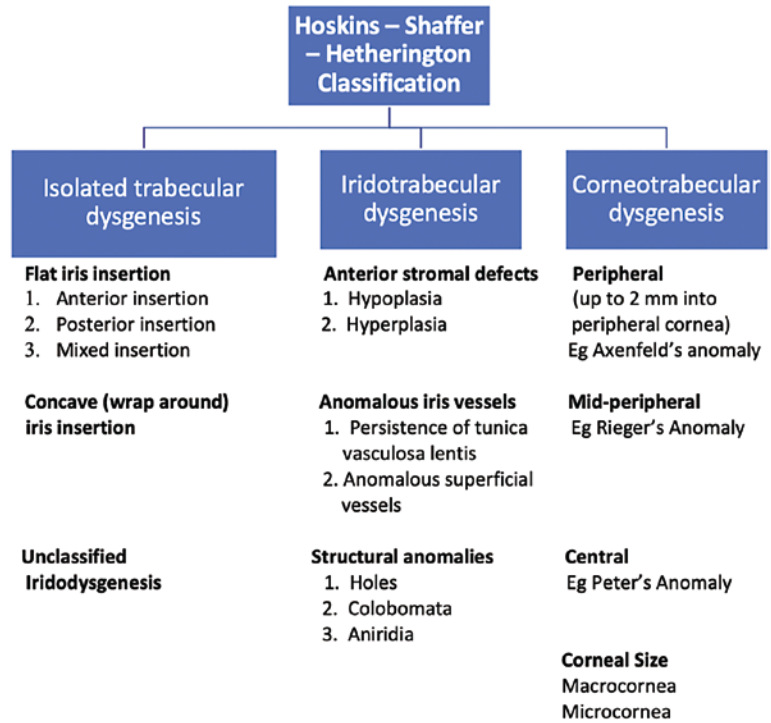 Hoskins – Shaffer
– Hetherington
Classification
Isolated trabecular
dysgenesis
Flat iris insertion
1. Anterior insertion
2. Posterior insertion
3. Mixed insertion
Concave (wrap around)
iris insertion
Unclassified
Iridodysgenesis
Iridotrabecular
dysgenesis
Anterior stromal defects
1. Hypoplasia
2. Hyperplasia
Anomalous iris vessels
1. Persistence of tunica
vasculosa lentis
2. Anomalous superficial
vessels
Structural anomalies
1. Holes
2. Colobomata
3. Aniridia
Corneotrabecular
dysgenesis
Peripheral
(up to 2 mm into
peripheral cornea)
Eg Axenfeld's anomaly
Mid-peripheral
Eg Rieger's Anomaly
Central
Eg Peter's Anomaly
Corneal Size
Macrocornea
Microcornea